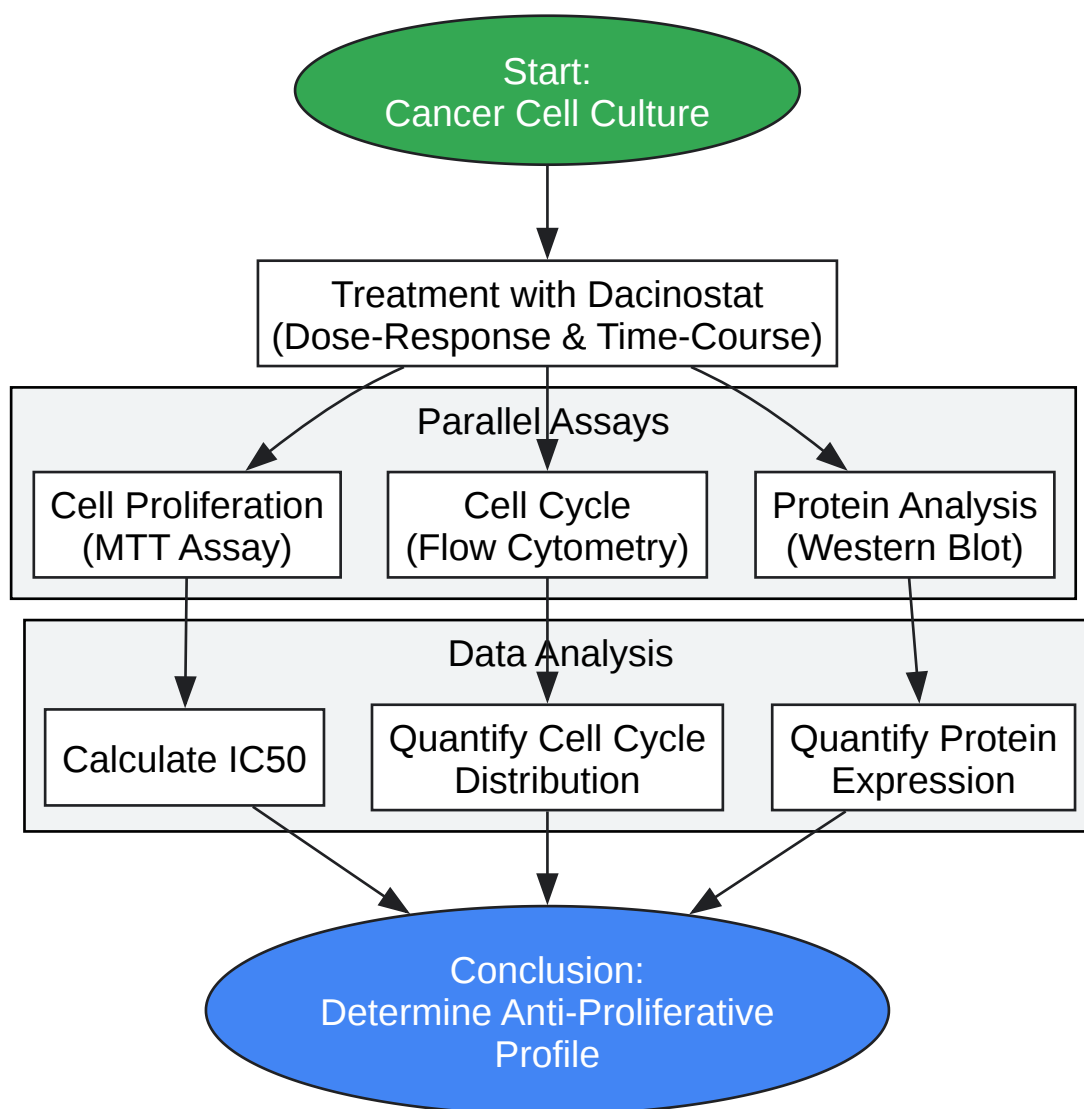 Start:
Cancer Cell Culture
Treatment with Dacinostat
(Dose-Response & Time-Course)
Parallel Assays
Cell Proliferation
(MTT Assay)
Cell Cycle
(Flow Cytometry)
Protein Analysis
(Western Blot)
Data Analysis
Calculate IC50
Quantify Cell Cycle
Distribution
Quantify Protein
Expression
Conclusion:
Determine Anti-Proliferative
Profile